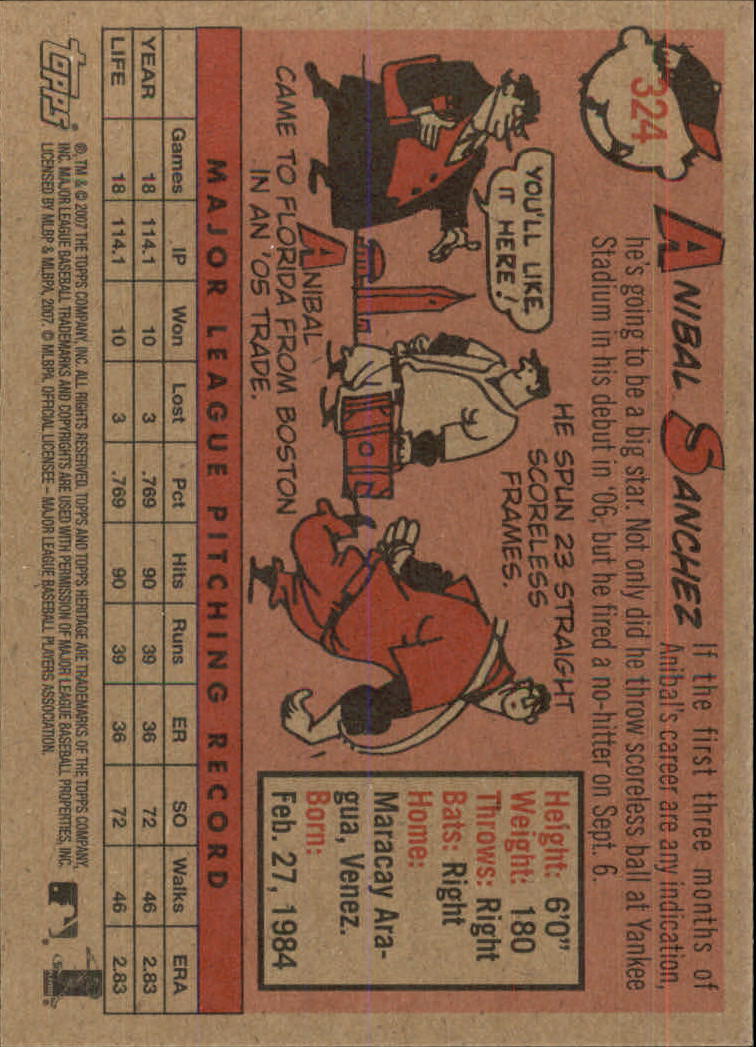 324
ANIBAL SANCHEZ
If the first three months of
Anibal's career are any indication,
he's going to be a big star. Not only did he throw scoreless ball at Yankee
Stadium in his debut in '06, but he fired a no-hitter on Sept. 6.
YOU'LL LIKE
IT HERE!
ANIBAL
CAME TO FLORIDA FROM BOSTON
IN AN '05 TRADE.
HE SPUN 23 STRAIGHT
SCORELESS
FRAMES.
Height: 6'0"
Weight: 180
Throws: Right
Bats: Right
Home:
Maracay Ara-
gua, Venez.
Born:
Feb. 27, 1984
MAJOR LEAGUE PITCHING RECORD
Games IP Won Lost Pct Hits Runs ER SO Walks ERA
YEAR 18 114.1 10 3 .769 90 39 36 72 46 2.83
LIFE 18 114.1 10 3 .769 90 39 36 72 46 2.83
topps
®, TM & © 2007 THE TOPPS COMPANY, INC. ALL RIGHTS RESERVED. TOPPS AND TOPPS HERITAGE ARE TRADEMARKS OF THE TOPPS COMPANY,
INC. MAJOR LEAGUE BASEBALL TRADEMARKS AND COPYRIGHTS ARE USED WITH PERMISSION OF MAJOR LEAGUE BASEBALL PROPERTIES, INC.
LICENSED BY MLBP & MLBPA, 2007. © MLBPA, OFFICIAL LICENSEE – MAJOR LEAGUE BASEBALL PLAYERS ASSOCIATION.